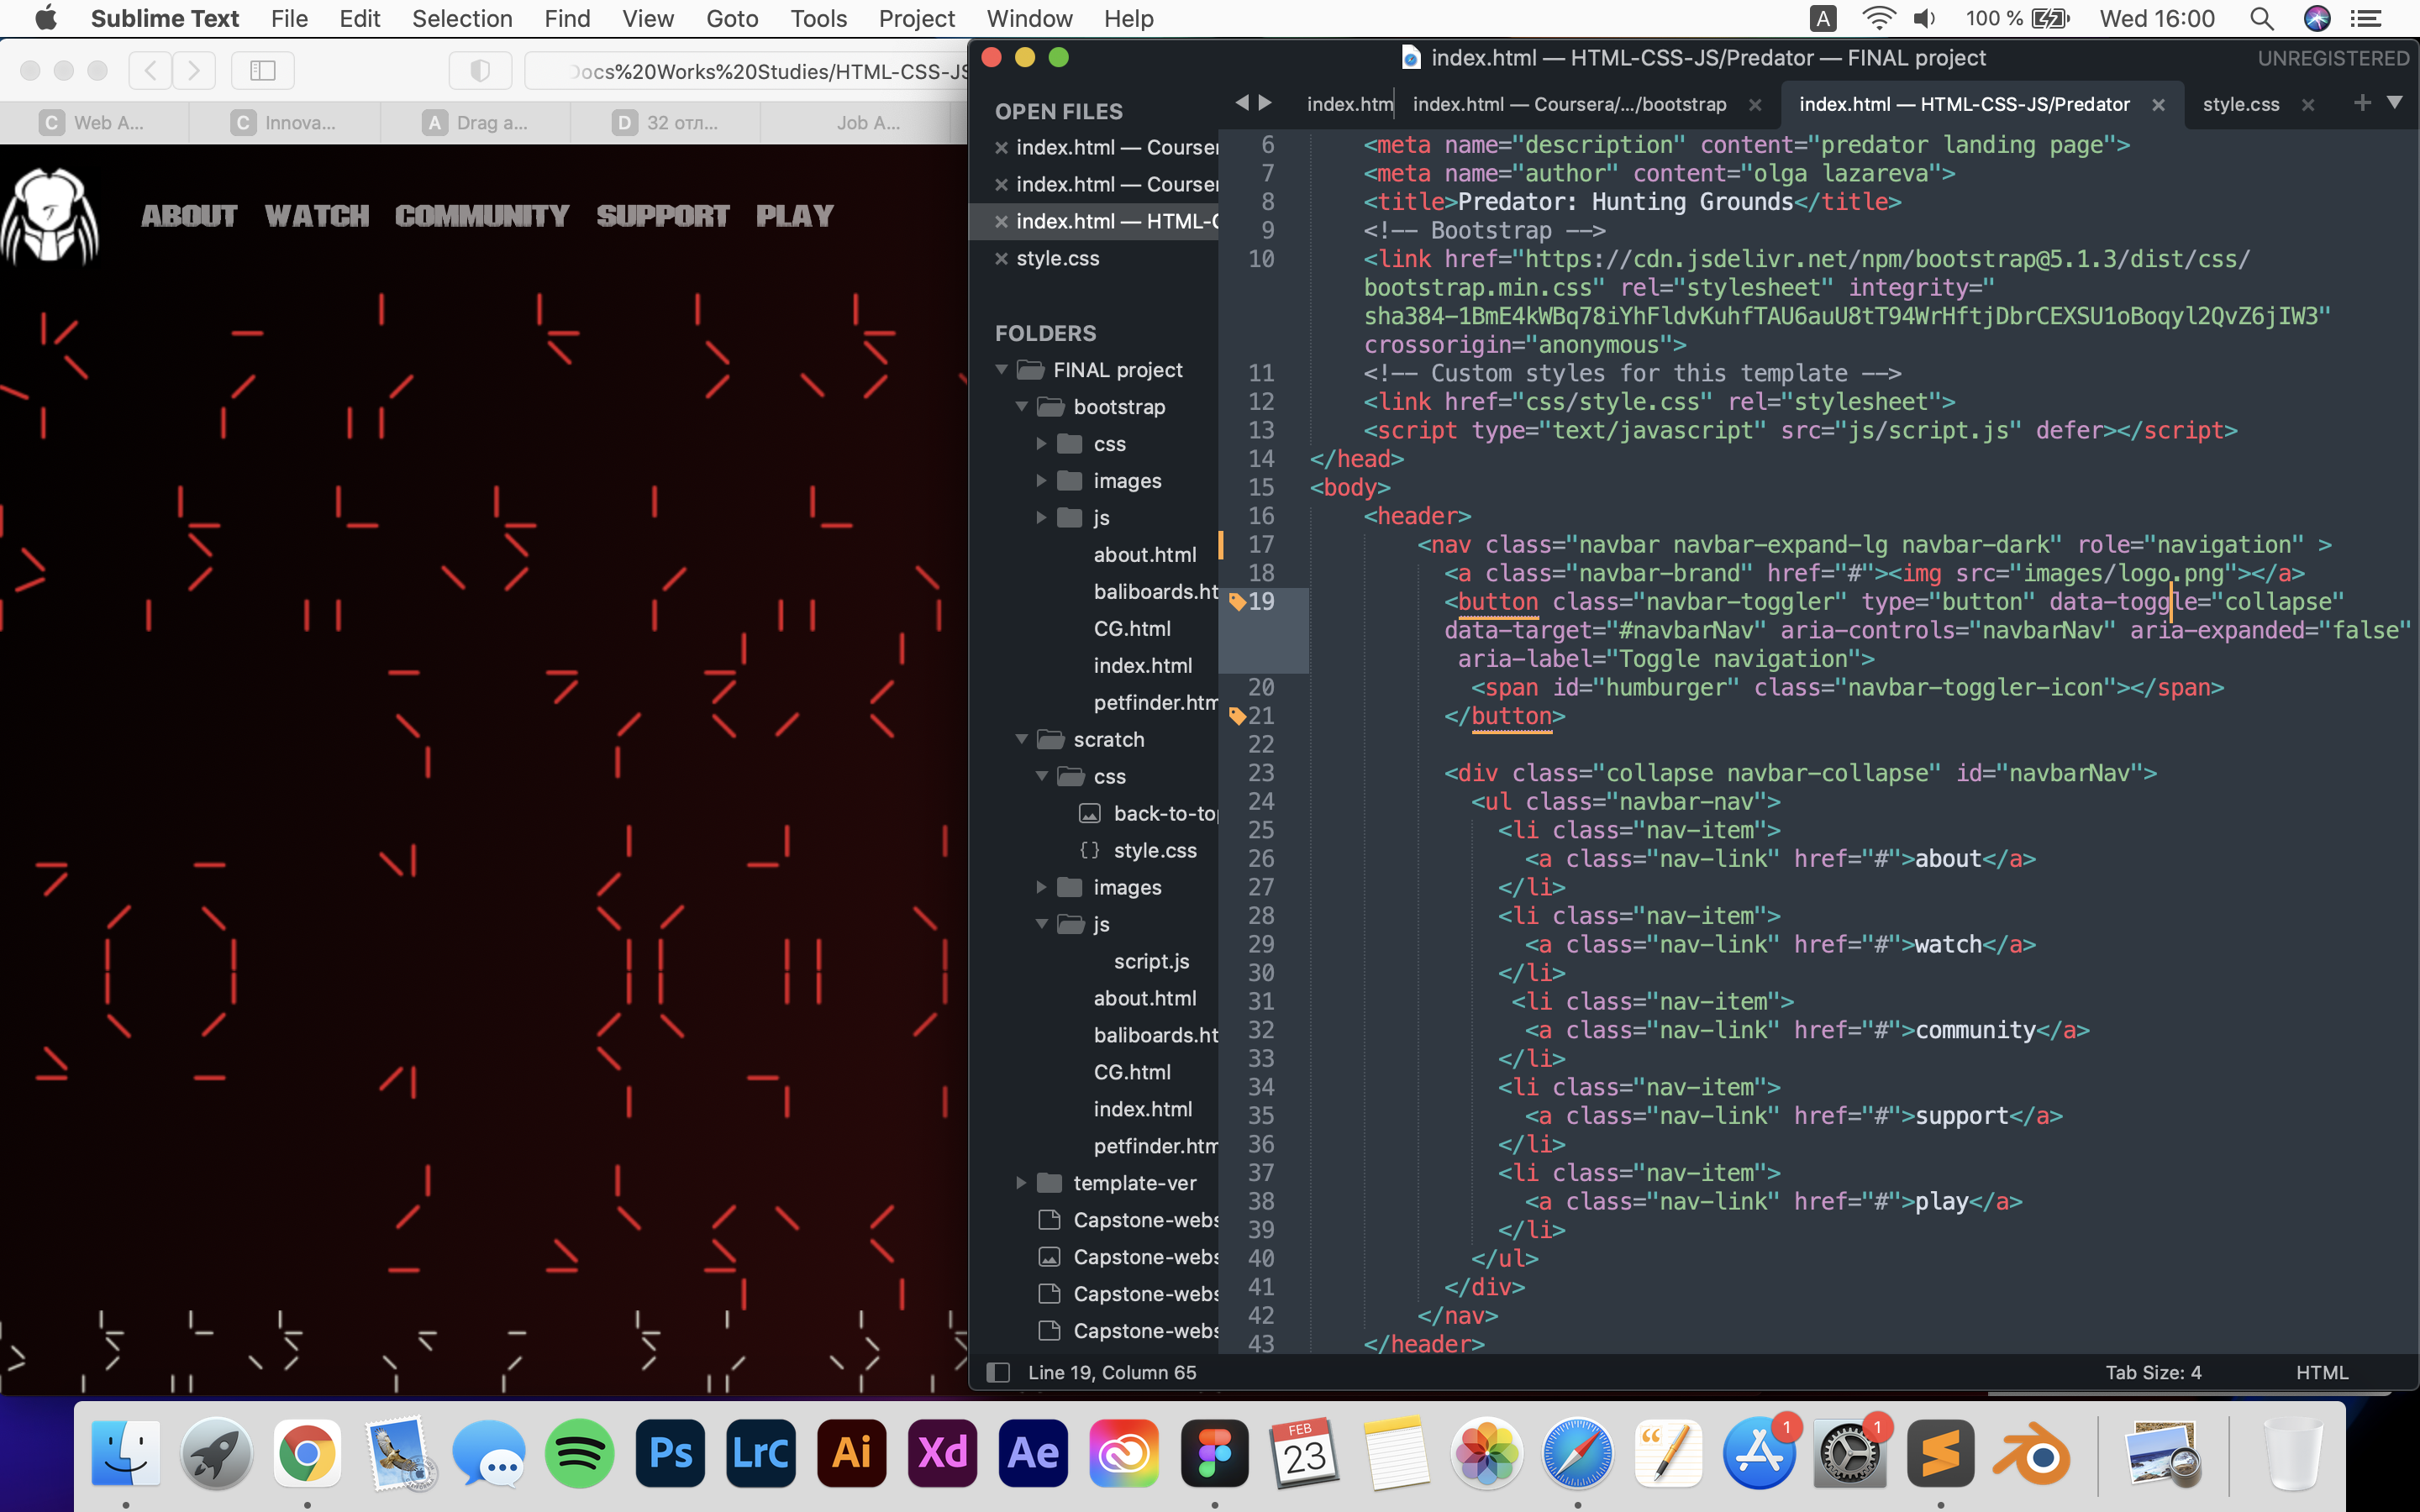 Sublime Text File Edit Selection Find View Goto Tools Project Window Help
A 100 % Wed 16:00
Docs%20Works%20Studies/HTML-CSS-JS
C Web A... C Innova... A Drag a... D 32 отл... Job A...
ABOUT WATCH COMMUNITY SUPPORT PLAY
index.html — HTML-CSS-JS/Predator — FINAL project
UNREGISTERED
index.htm index.html — Coursera/.../bootstrap index.html — HTML-CSS-JS/Predator style.css
OPEN FILES
index.html — Courser
index.html — Courser
index.html — HTML-C
style.css
FOLDERS
FINAL project
bootstrap
css
images
js
about.html
baliboards.ht
CG.html
index.html
petfinder.htm
scratch
css
back-to-to
style.css
images
js
script.js
about.html
baliboards.ht
CG.html
index.html
petfinder.htm
template-ver
Capstone-webs
Capstone-webs
Capstone-webs
Capstone-webs
6 <meta name="description" content="predator landing page">
7 <meta name="author" content="olga lazareva">
8 <title>Predator: Hunting Grounds</title>
9 <!-- Bootstrap -->
10 <link href="https://cdn.jsdelivr.net/npm/bootstrap@5.1.3/dist/css/
bootstrap.min.css" rel="stylesheet" integrity="
sha384-1BmE4kWBq78iYhFldvKuhfTAU6auU8tT94WrHftjDbrCEXSU1oBoqyl2QvZ6jIW3"
crossorigin="anonymous">
11 <!-- Custom styles for this template -->
12 <link href="css/style.css" rel="stylesheet">
13 <script type="text/javascript" src="js/script.js" defer></script>
14 </head>
15 <body>
16 <header>
17 <nav class="navbar navbar-expand-lg navbar-dark" role="navigation" >
18 <a class="navbar-brand" href="#"><img src="images/logo.png"></a>
19 <button class="navbar-toggler" type="button" data-toggle="collapse"
data-target="#navbarNav" aria-controls="navbarNav" aria-expanded="false"
aria-label="Toggle navigation">
20 <span id="humburger" class="navbar-toggler-icon"></span>
21 </button>
22
23 <div class="collapse navbar-collapse" id="navbarNav">
24 <ul class="navbar-nav">
25 <li class="nav-item">
26 <a class="nav-link" href="#">about</a>
27 </li>
28 <li class="nav-item">
29 <a class="nav-link" href="#">watch</a>
30 </li>
31 <li class="nav-item">
32 <a class="nav-link" href="#">community</a>
33 </li>
34 <li class="nav-item">
35 <a class="nav-link" href="#">support</a>
36 </li>
37 <li class="nav-item">
38 <a class="nav-link" href="#">play</a>
39 </li>
40 </ul>
41 </div>
42 </nav>
43 </header>
Line 19, Column 65
Tab Size: 4 HTML
Ps LrC Ai Xd Ae FEB 23 1 1